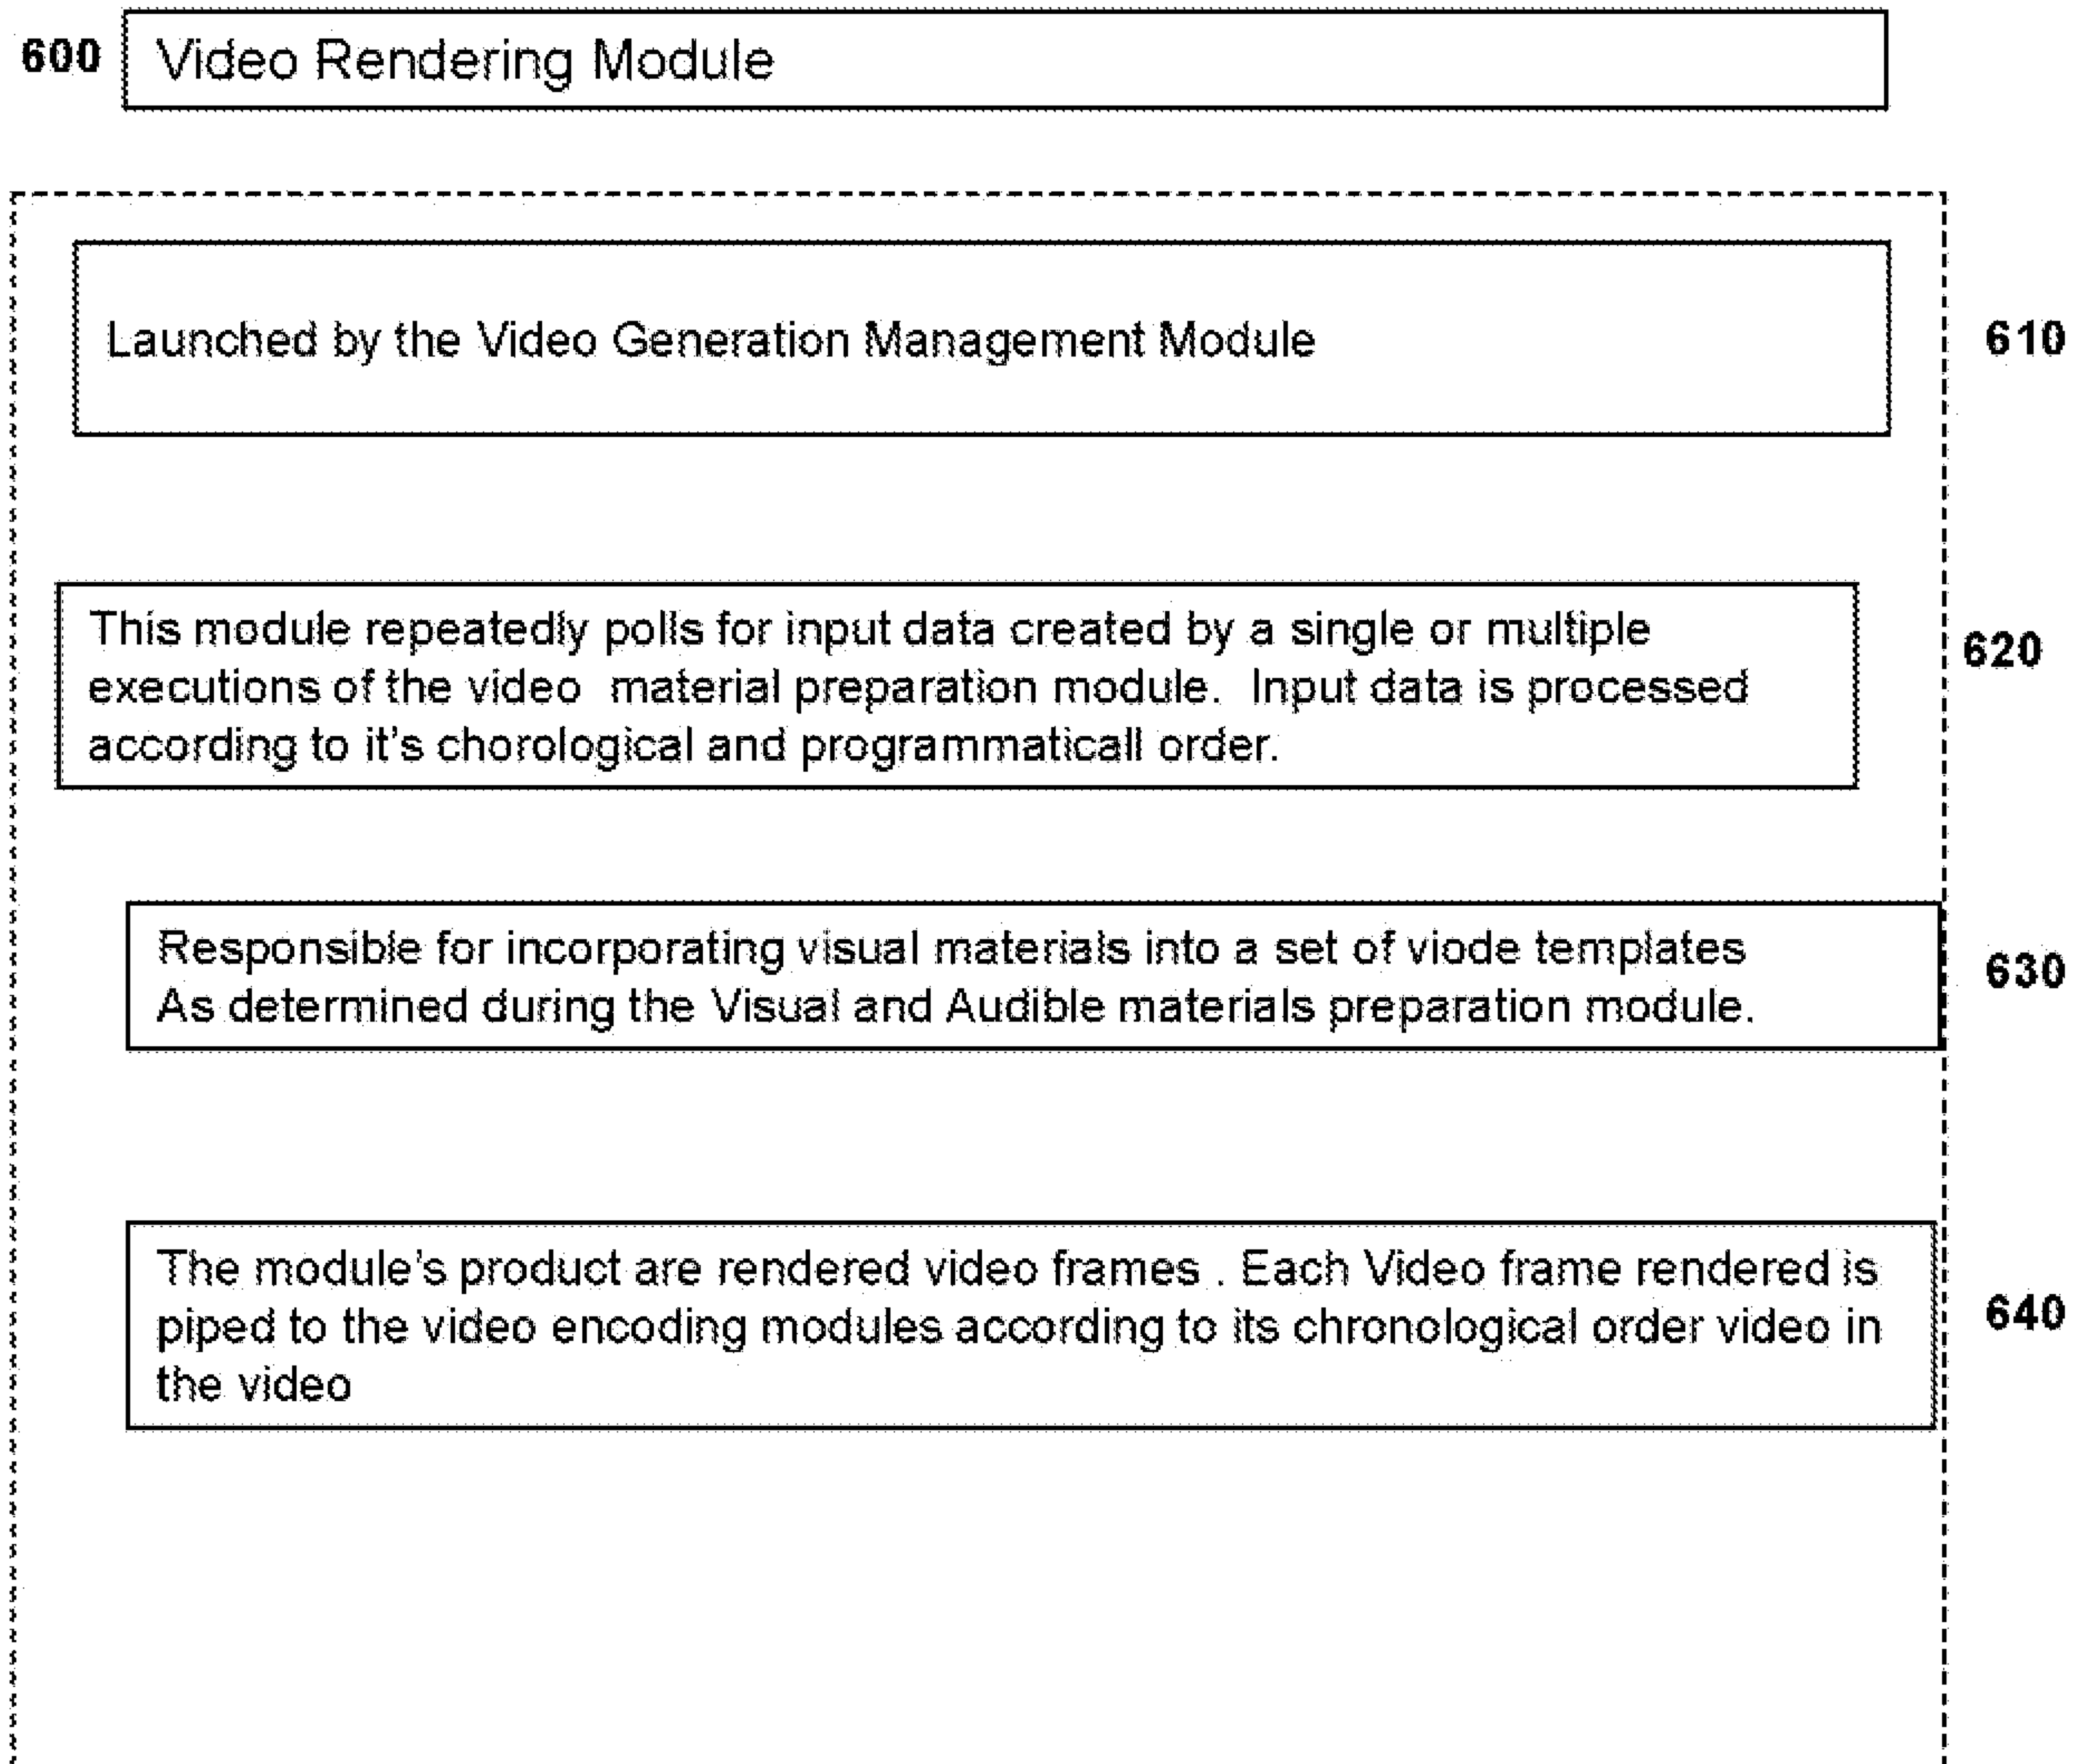 600 Video Rendering Module
Launched by the Video Generation Management Module
610
This module repeatedly polls for input data created by a single or multiple
executions of the video material preparation module. Input data is processed
according to it's chorological and programmaticall order.
620
Responsible for incorporating visual materials into a set of viode templates
As determined during the Visual and Audible materials preparation module.
630
The module's product are rendered video frames . Each Video frame rendered is
piped to the video encoding modules according to its chronological order video in
the video
640